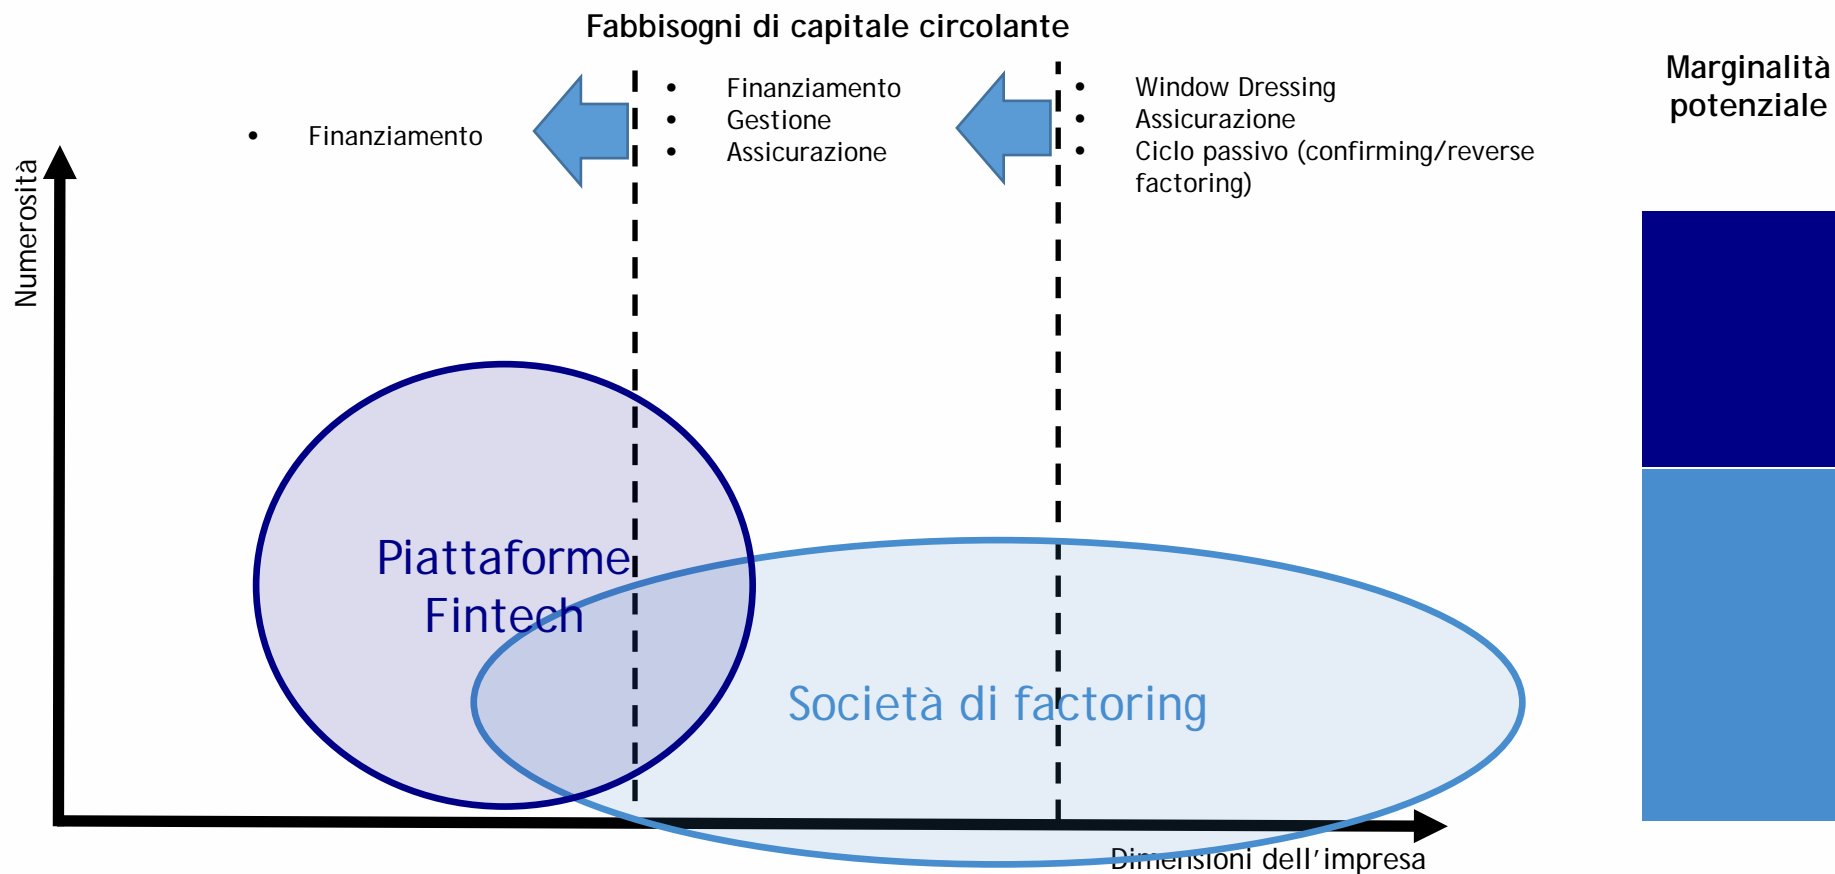 Fabbisogni di capitale circolante
• Finanziamento
• Finanziamento
• Gestione
• Assicurazione
• Window Dressing
• Assicurazione
• Ciclo passivo (confirming/reverse
factoring)
Marginalità
potenziale
Numerosità
Piattaforme
Fintech
Società di factoring
Dimensioni dell’impresa